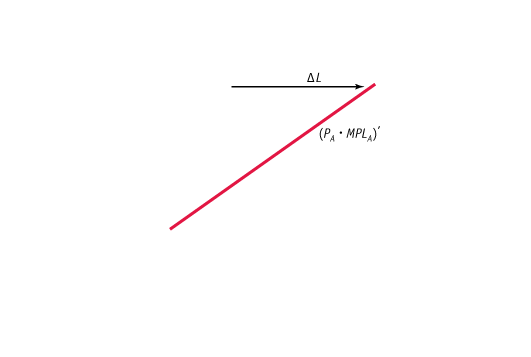 ΔL
(P_A · MPL_A)′